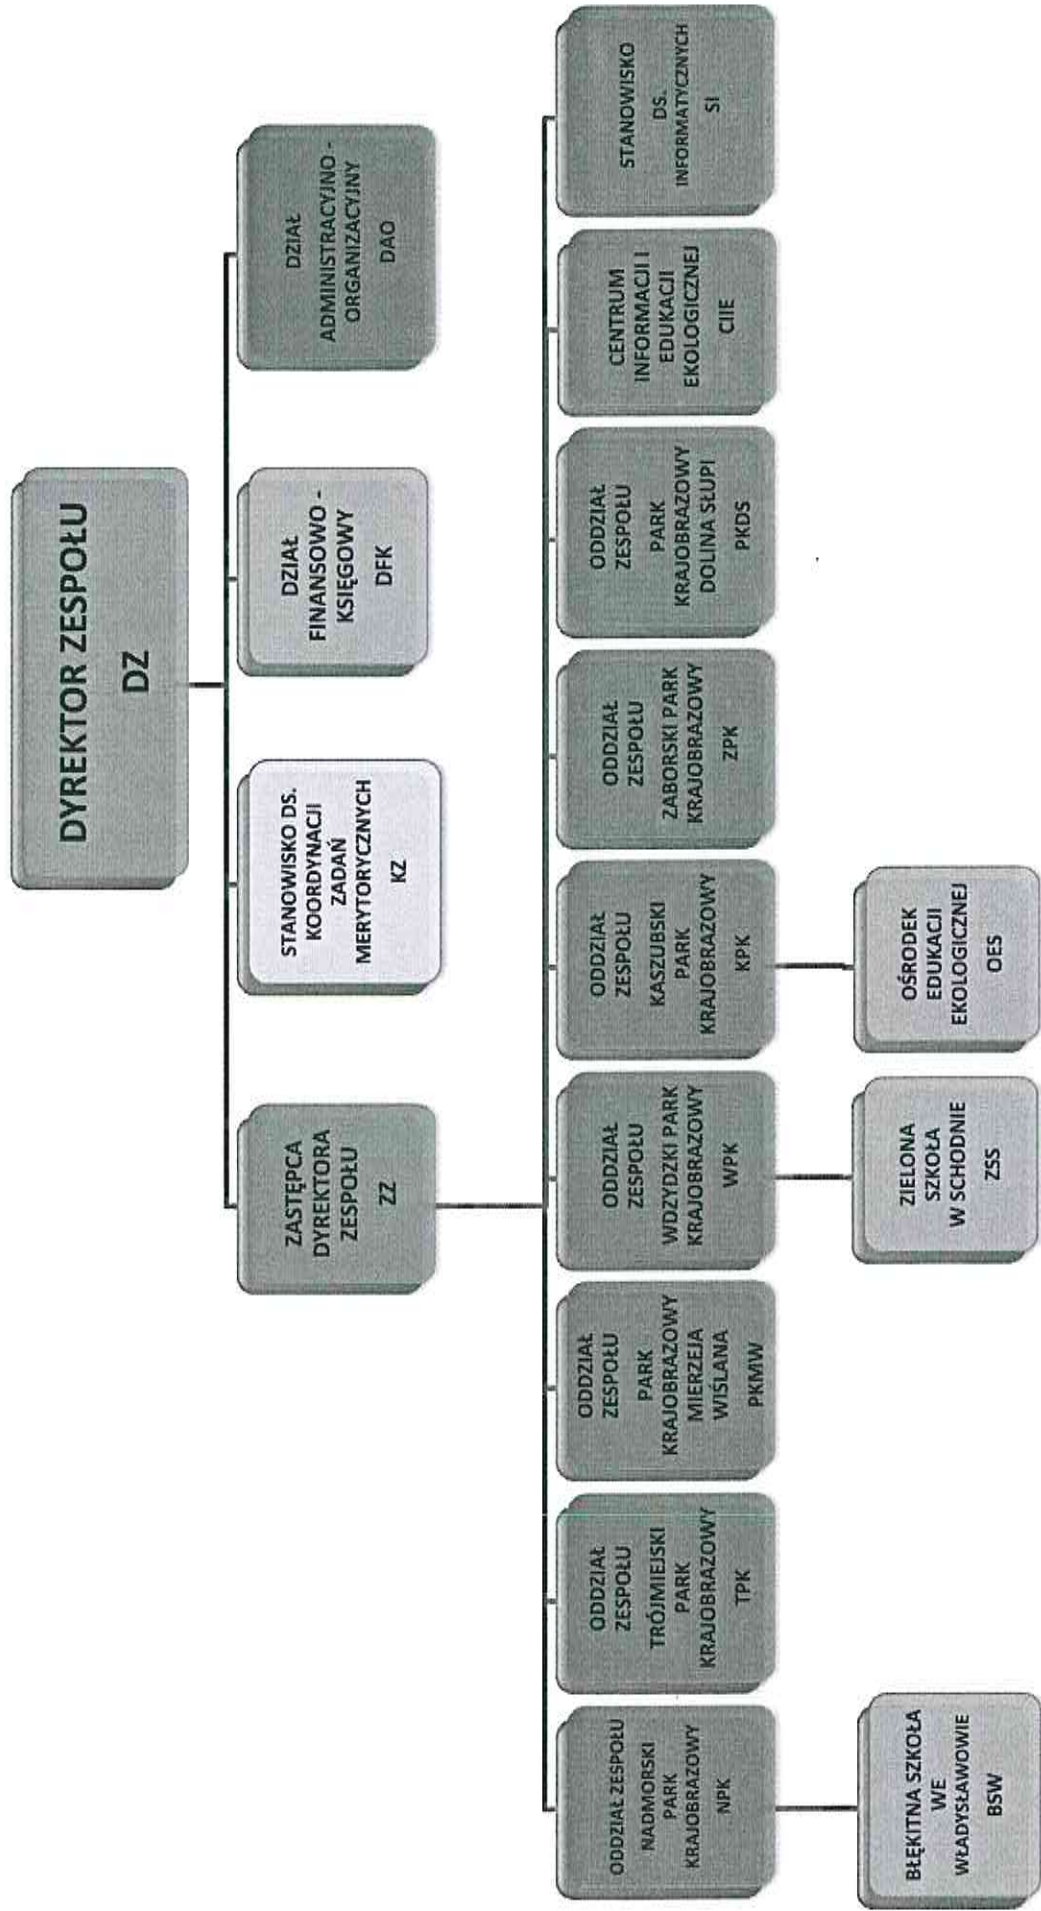 DYREKTOR ZESPOŁU
DZ
ZASTĘPCA
DYREKTORA
ZESPOŁU
ZZ
STANOWISKO DS.
KOORDYNACJI
ZADAŃ
MERYTORYCZNYCH
KZ
DZIAŁ
FINANSOWO -
KSIĘGOWY
DFK
DZIAŁ
ADMINISTRACYJNO -
ORGANIZACYJNY
DAO
ODDZIAŁ ZESPOŁU
NADMORSKI
PARK
KRAJOBRAZOWY
NPK
ODDZIAŁ
ZESPOŁU
TRÓJMIEJSKI
PARK
KRAJOBRAZOWY
TPK
ODDZIAŁ
ZESPOŁU
PARK
KRAJOBRAZOWY
MIERZEJA
WIŚLANA
PKMW
ODDZIAŁ
ZESPOŁU
WDZYDZKI PARK
KRAJOBRAZOWY
WPK
ODDZIAŁ
ZESPOŁU
KASZUBSKI
PARK
KRAJOBRAZOWY
KPK
ODDZIAŁ
ZESPOŁU
ZABORSKI PARK
KRAJOBRAZOWY
ZPK
ODDZIAŁ
ZESPOŁU
PARK
KRAJOBRAZOWY
DOLINA SŁUPI
PKDS
CENTRUM
INFORMACJI I
EDUKACJI
EKOLOGICZNEJ
CIIE
STANOWISKO
DS.
INFORMATYCZNYCH
SI
BŁĘKITNA SZKOŁA
WE
WŁADYSŁAWOWIE
BSW
ZIELONA
SZKOŁA
W SCHODNIE
ZSS
OŚRODEK
EDUKACJI
EKOLOGICZNEJ
OES